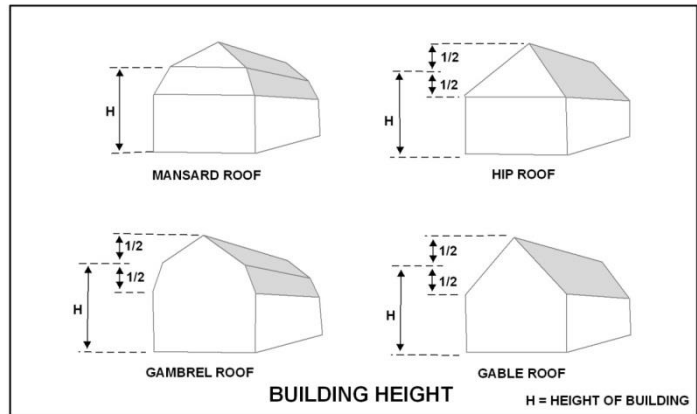 H
MANSARD ROOF
1/2
1/2
H
HIP ROOF
1/2
1/2
H
GAMBREL ROOF
1/2
1/2
H
GABLE ROOF
BUILDING HEIGHT
H = HEIGHT OF BUILDING